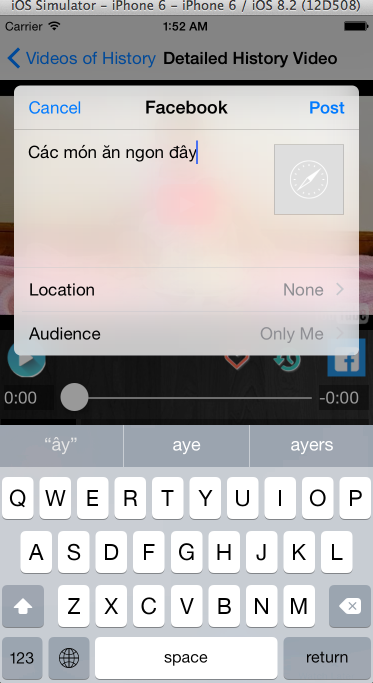 iOS Simulator – iPhone 6 – iPhone 6 / iOS 8.2 (12D508)
Carrier 1:52 AM
Videos of History Detailed History Video
Cancel Facebook Post
Các món ăn ngon đây
Location None
Audience Only Me
0:00 -0:00
“ây” aye ayers
Q W E R T Y U I O P
A S D F G H J K L
Z X C V B N M
123 space return